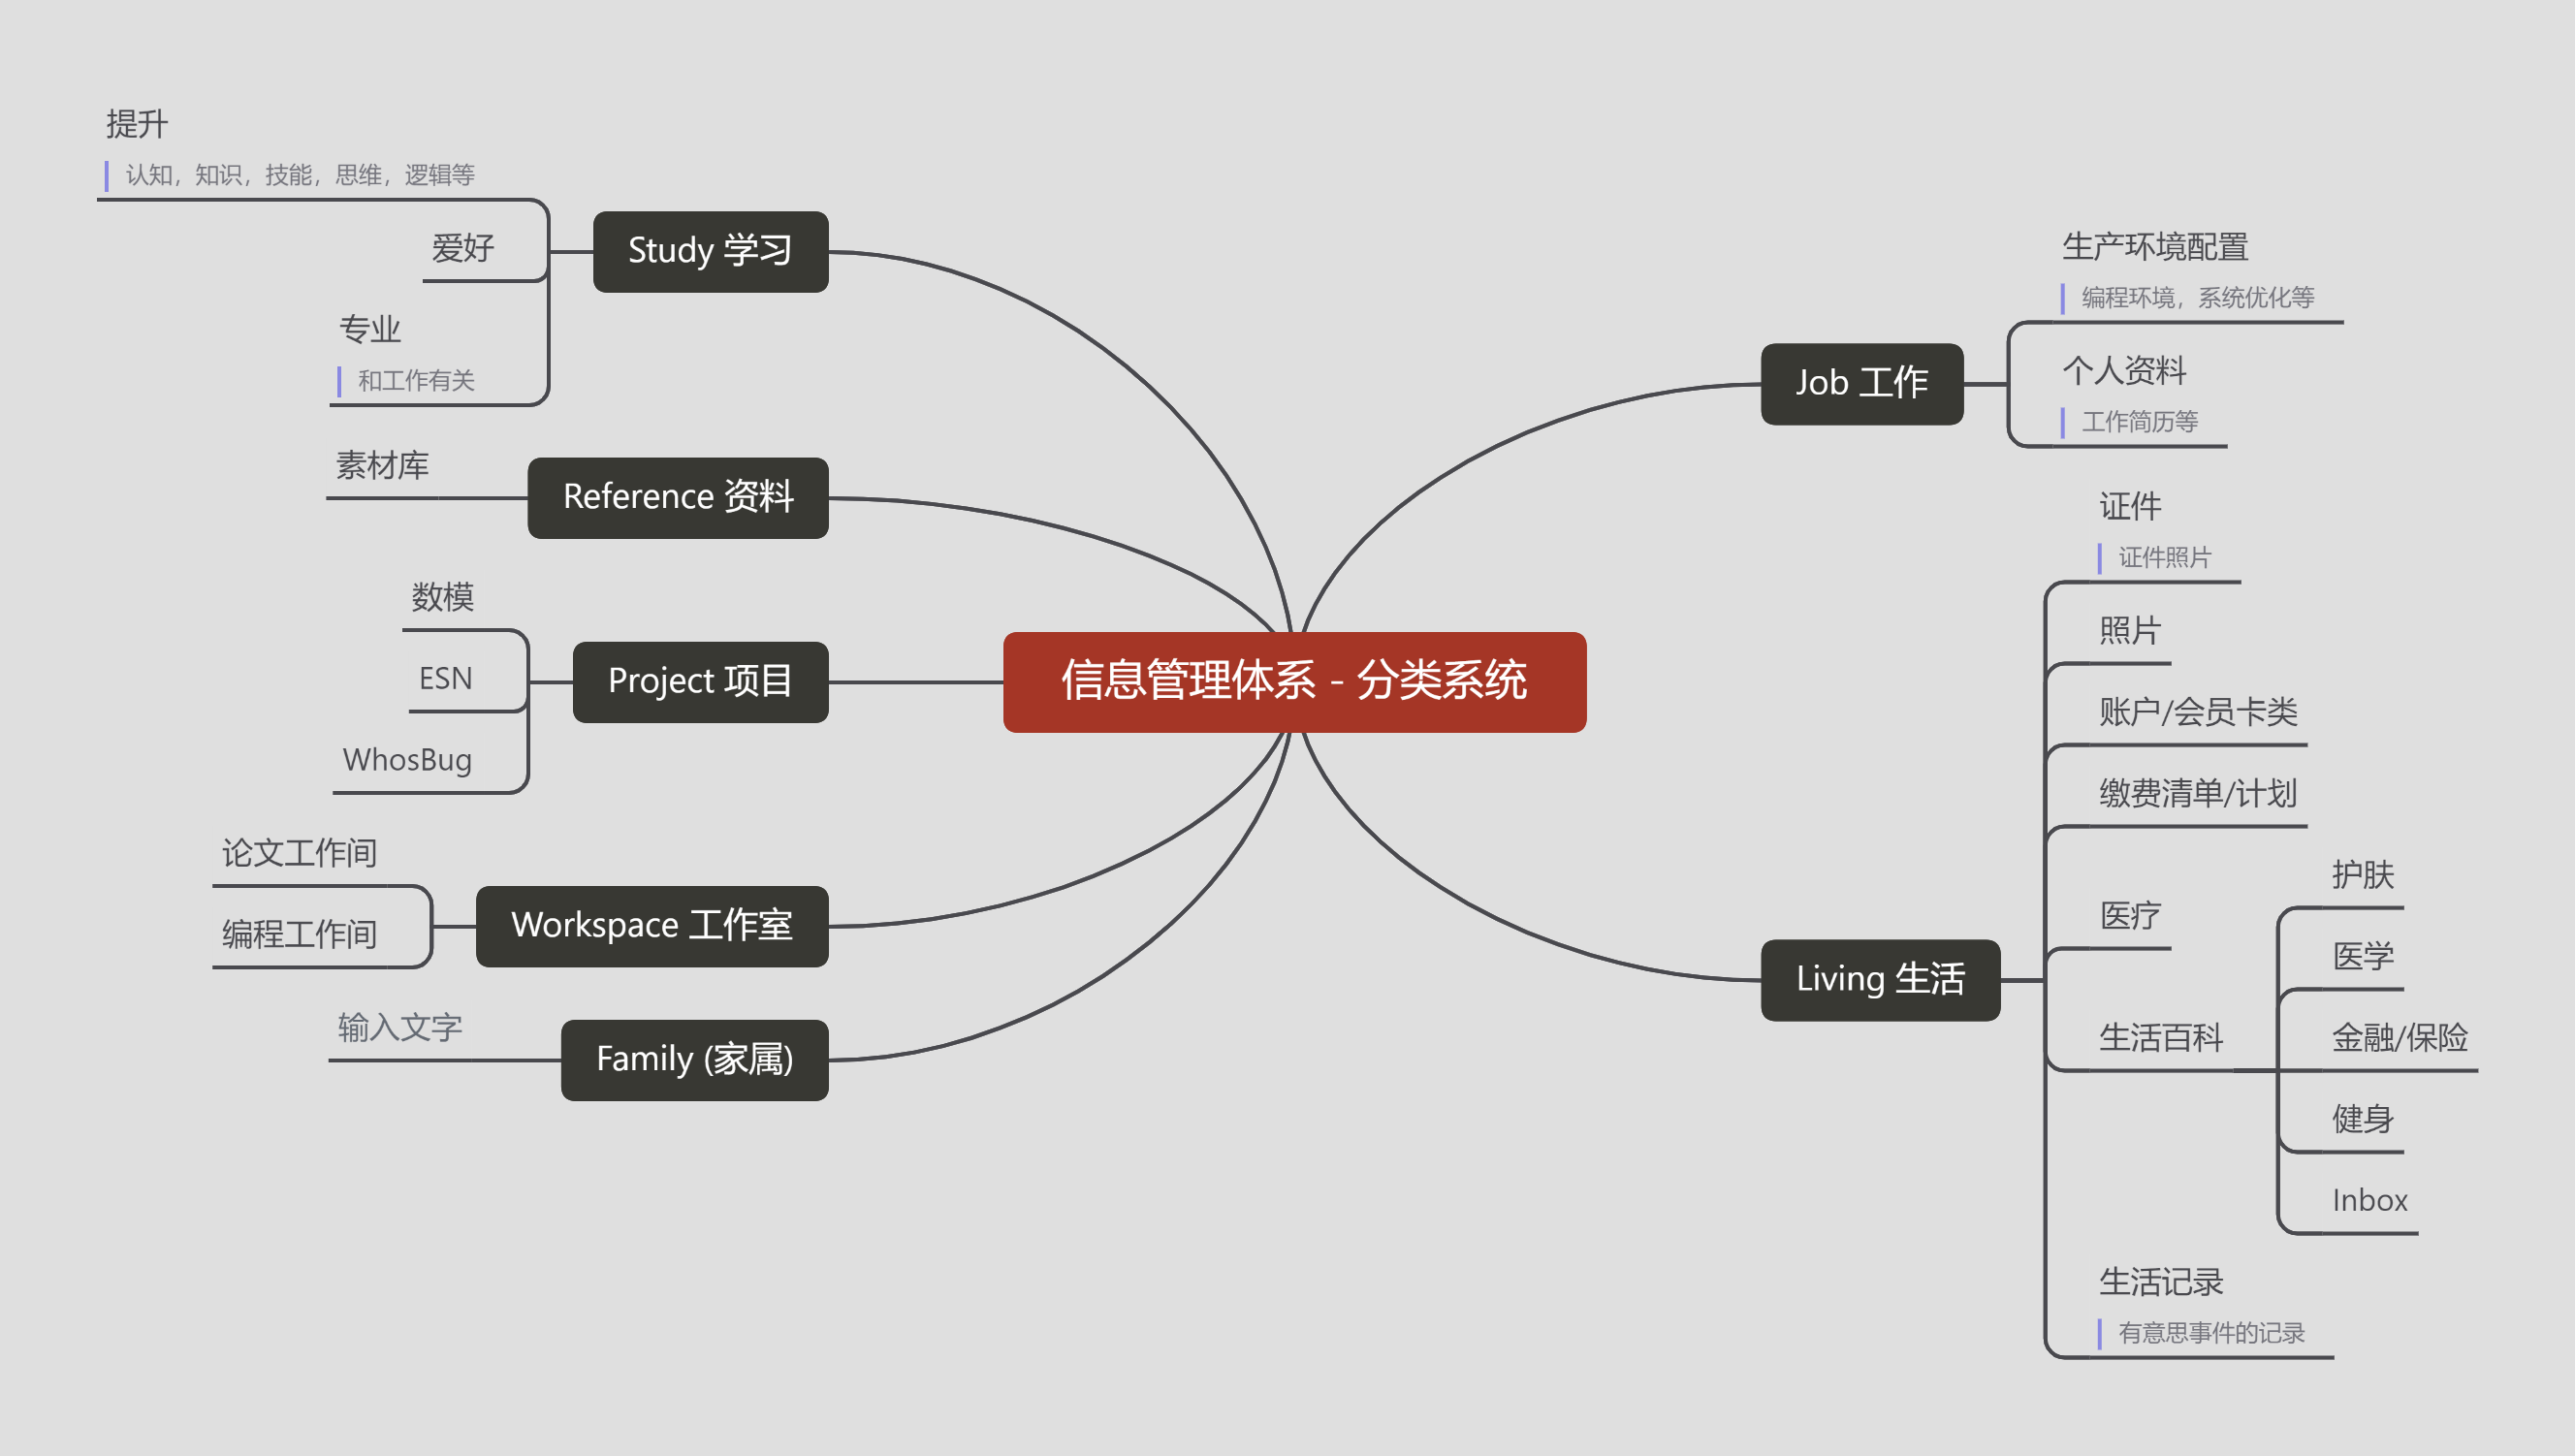 提升
认知，知识，技能，思维，逻辑等
爱好
专业
和工作有关
Study 学习
素材库
Reference 资料
数模
ESN
WhosBug
Project 项目
论文工作间
编程工作间
Workspace 工作室
输入文字
Family (家属)
信息管理体系 - 分类系统
Job 工作
生产环境配置
编程环境，系统优化等
个人资料
工作简历等
Living 生活
证件
证件照片
照片
账户/会员卡类
缴费清单/计划
医疗
生活百科
护肤
医学
金融/保险
健身
Inbox
生活记录
有意思事件的记录